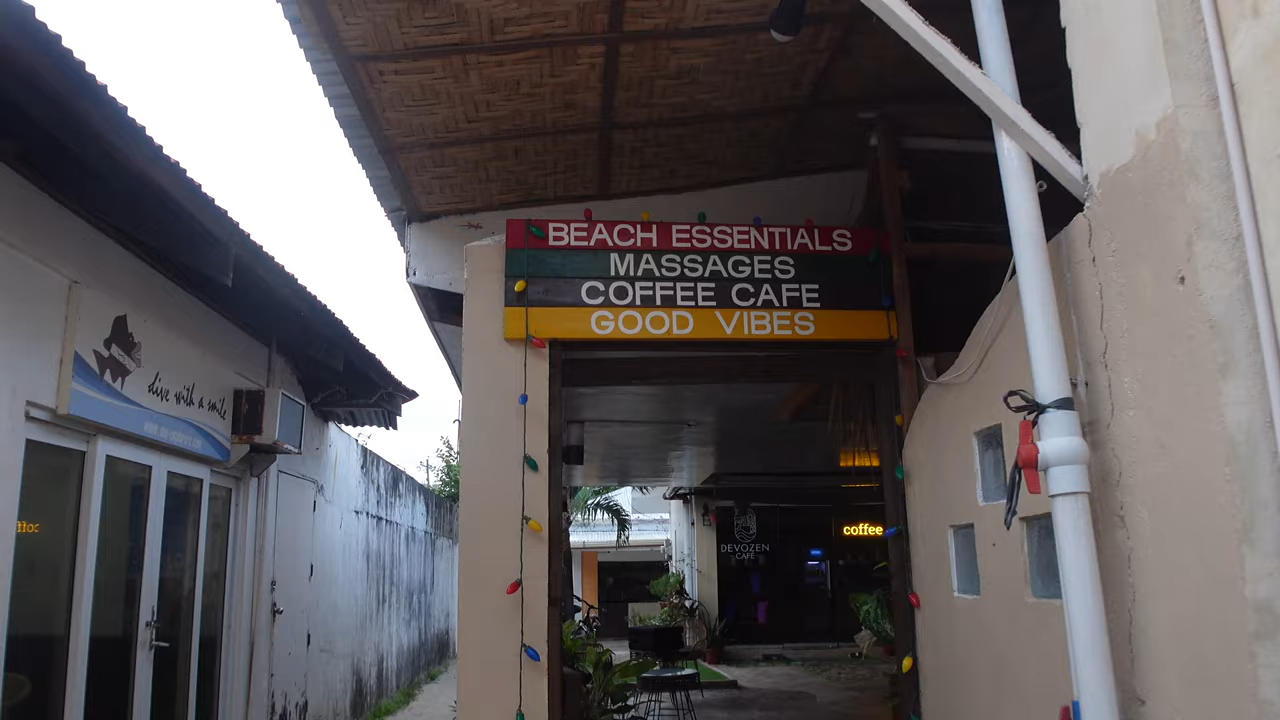 BEACH ESSENTIALS
MASSAGES
COFFEE CAFE
GOOD VIBES
dive with a smile
DEVOZEN
CAFE
coffee